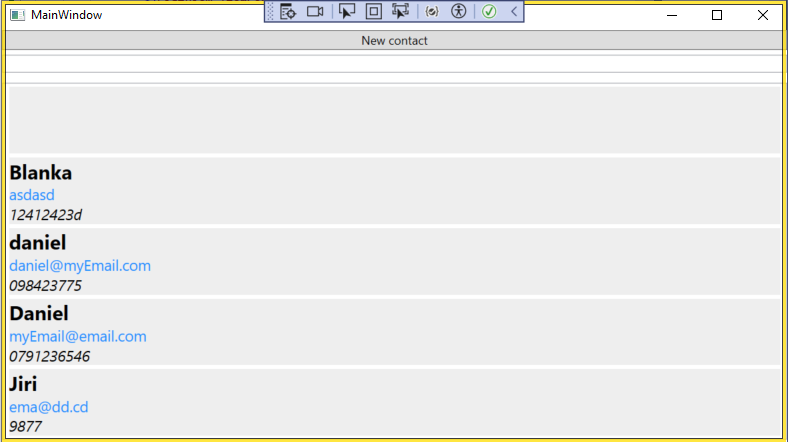 MainWindow
New contact
Blanka
asdasd
12412423d
daniel
daniel@myEmail.com
098423775
Daniel
myEmail@email.com
0791236546
Jiri
ema@dd.cd
9877